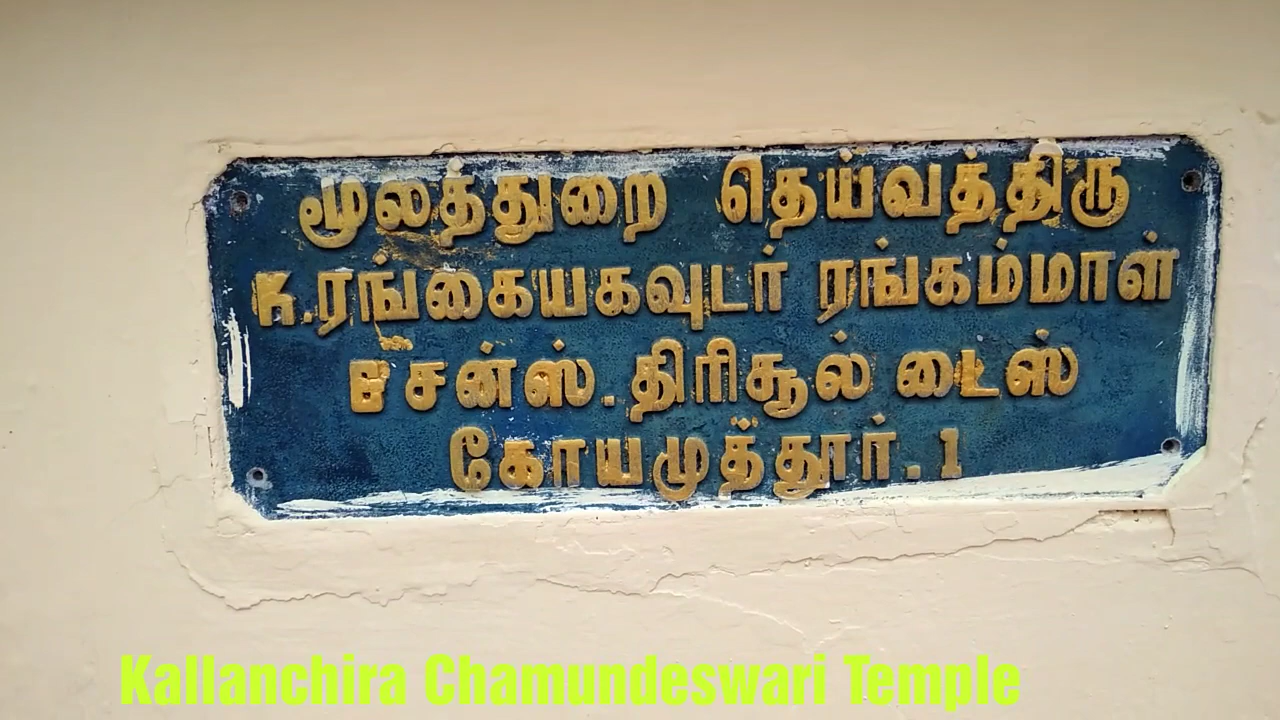 மூலத்துறை தெய்வத்திரு
ந.ரங்கையகவுடர் ரங்கம்மாள்
சன்ஸ்.திரிசூல் டைட்ஸ்
கோயமுத்தூர்.1
Kallanchira Chamundeswari Temple